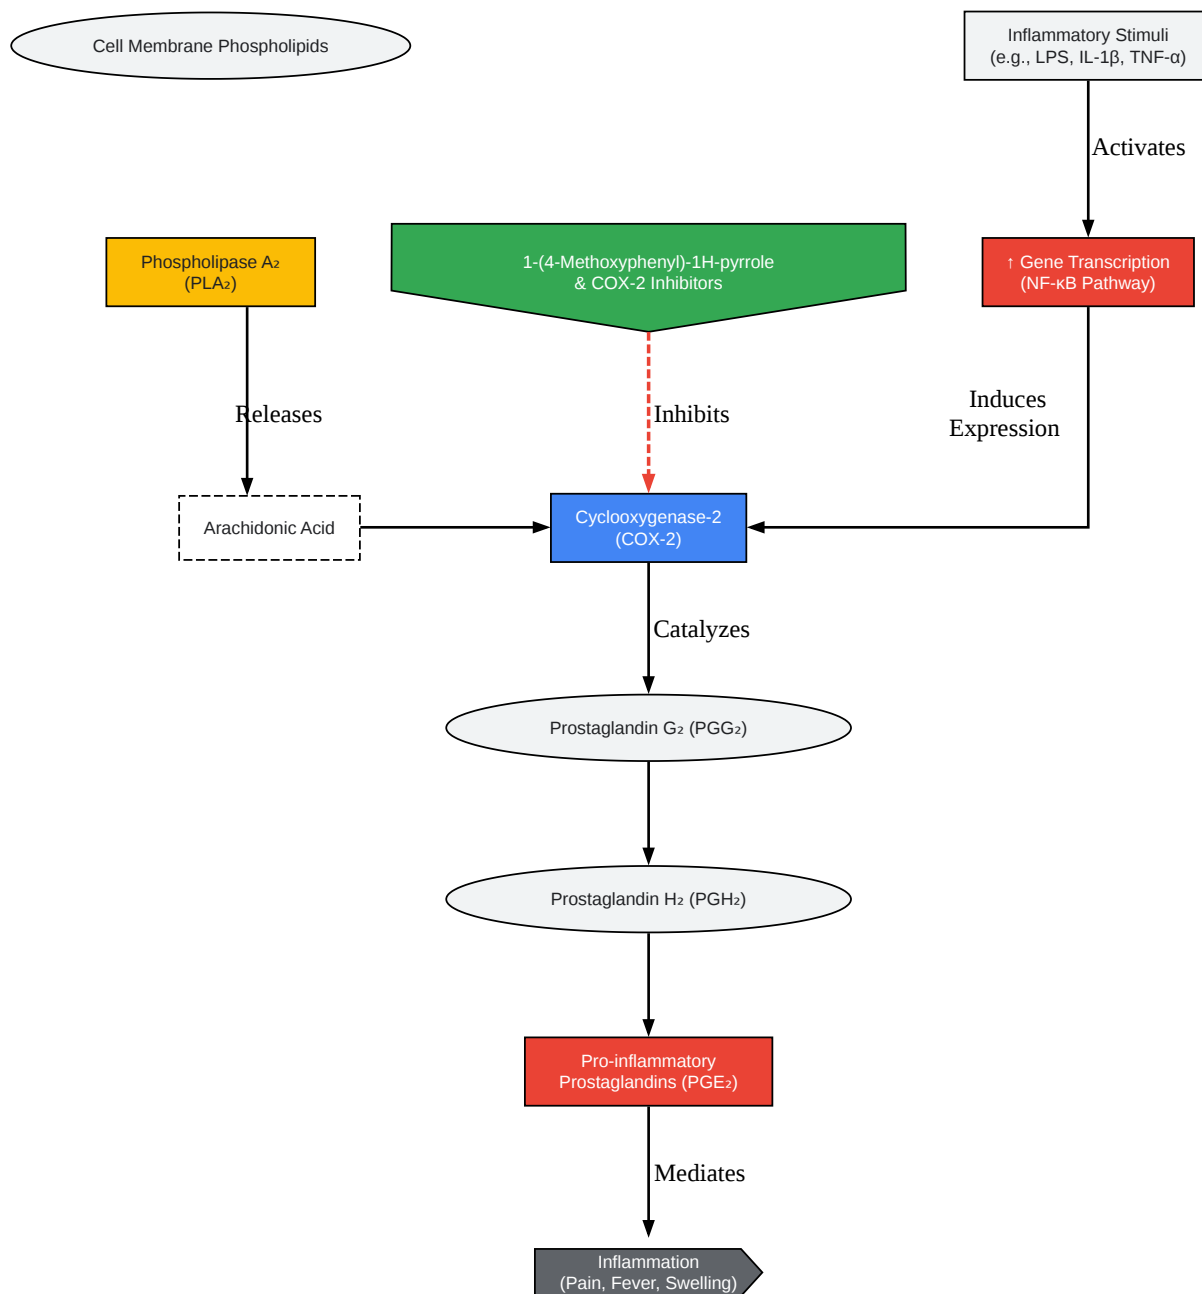 Cell Membrane Phospholipids
Inflammatory Stimuli
(e.g., LPS, IL-1β, TNF-α)
Activates
Phospholipase A₂
(PLA₂)
1-(4-Methoxyphenyl)-1H-pyrrole
& COX-2 Inhibitors
↑ Gene Transcription
(NF-κB Pathway)
Releases
Inhibits
Induces
Expression
Arachidonic Acid
Cyclooxygenase-2
(COX-2)
Catalyzes
Prostaglandin G₂ (PGG₂)
Prostaglandin H₂ (PGH₂)
Pro-inflammatory
Prostaglandins (PGE₂)
Mediates
Inflammation
(Pain, Fever, Swelling)